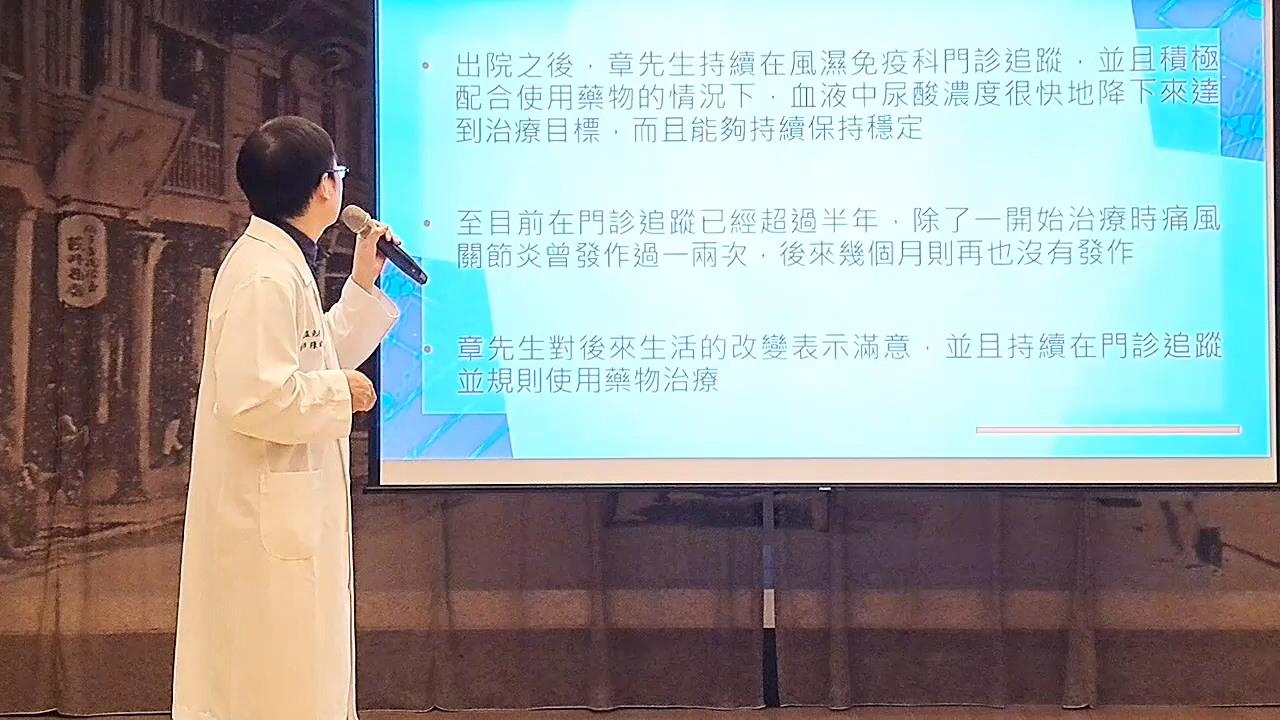 出院之後，章先生持續在風濕免疫科門診追蹤，並且積極
配合使用藥物的情況下，血液中尿酸濃度很快地降下來達
到治療目標，而且能夠持續保持穩定
至目前在門診追蹤已經超過半年，除了一開始治療時痛風
關節炎曾發作過一兩次，後來幾個月則再也沒有發作
章先生對後來生活的改變表示滿意，並且持續在門診追蹤
並規則使用藥物治療